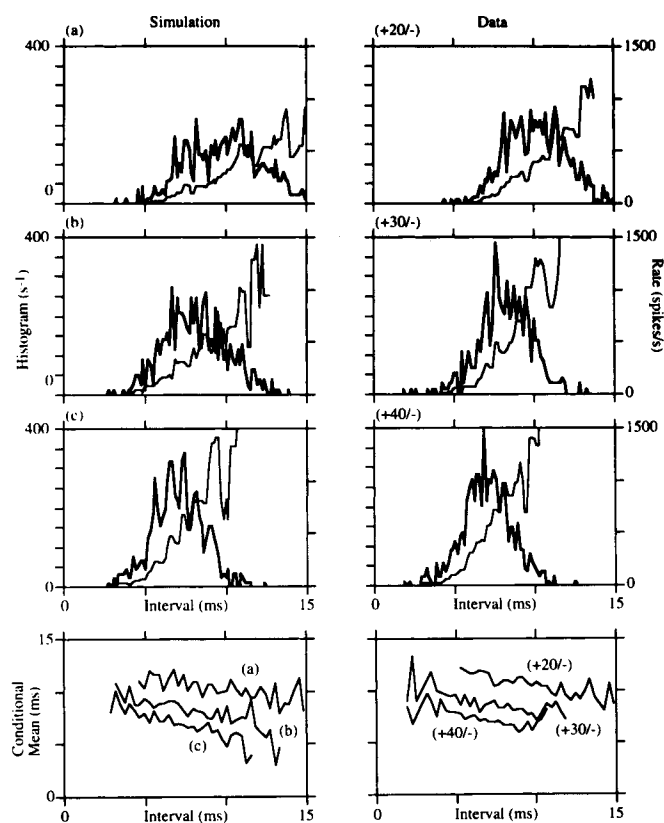 Simulation
Data
(a)
(+20/-)
400
1500
0
0
(b)
(+30/-)
400
1500
Histogram (s-1)
Rate (spikes/s)
0
0
(c)
(+40/-)
400
1500
0
0
0 Interval (ms) 15
0 Interval (ms) 15
15
Conditional
Mean (ms)
(a)
(b)
(c)
(+20/-)
(+40/-)
(+30/-)
0
0 Interval (ms) 15
0 Interval (ms) 15